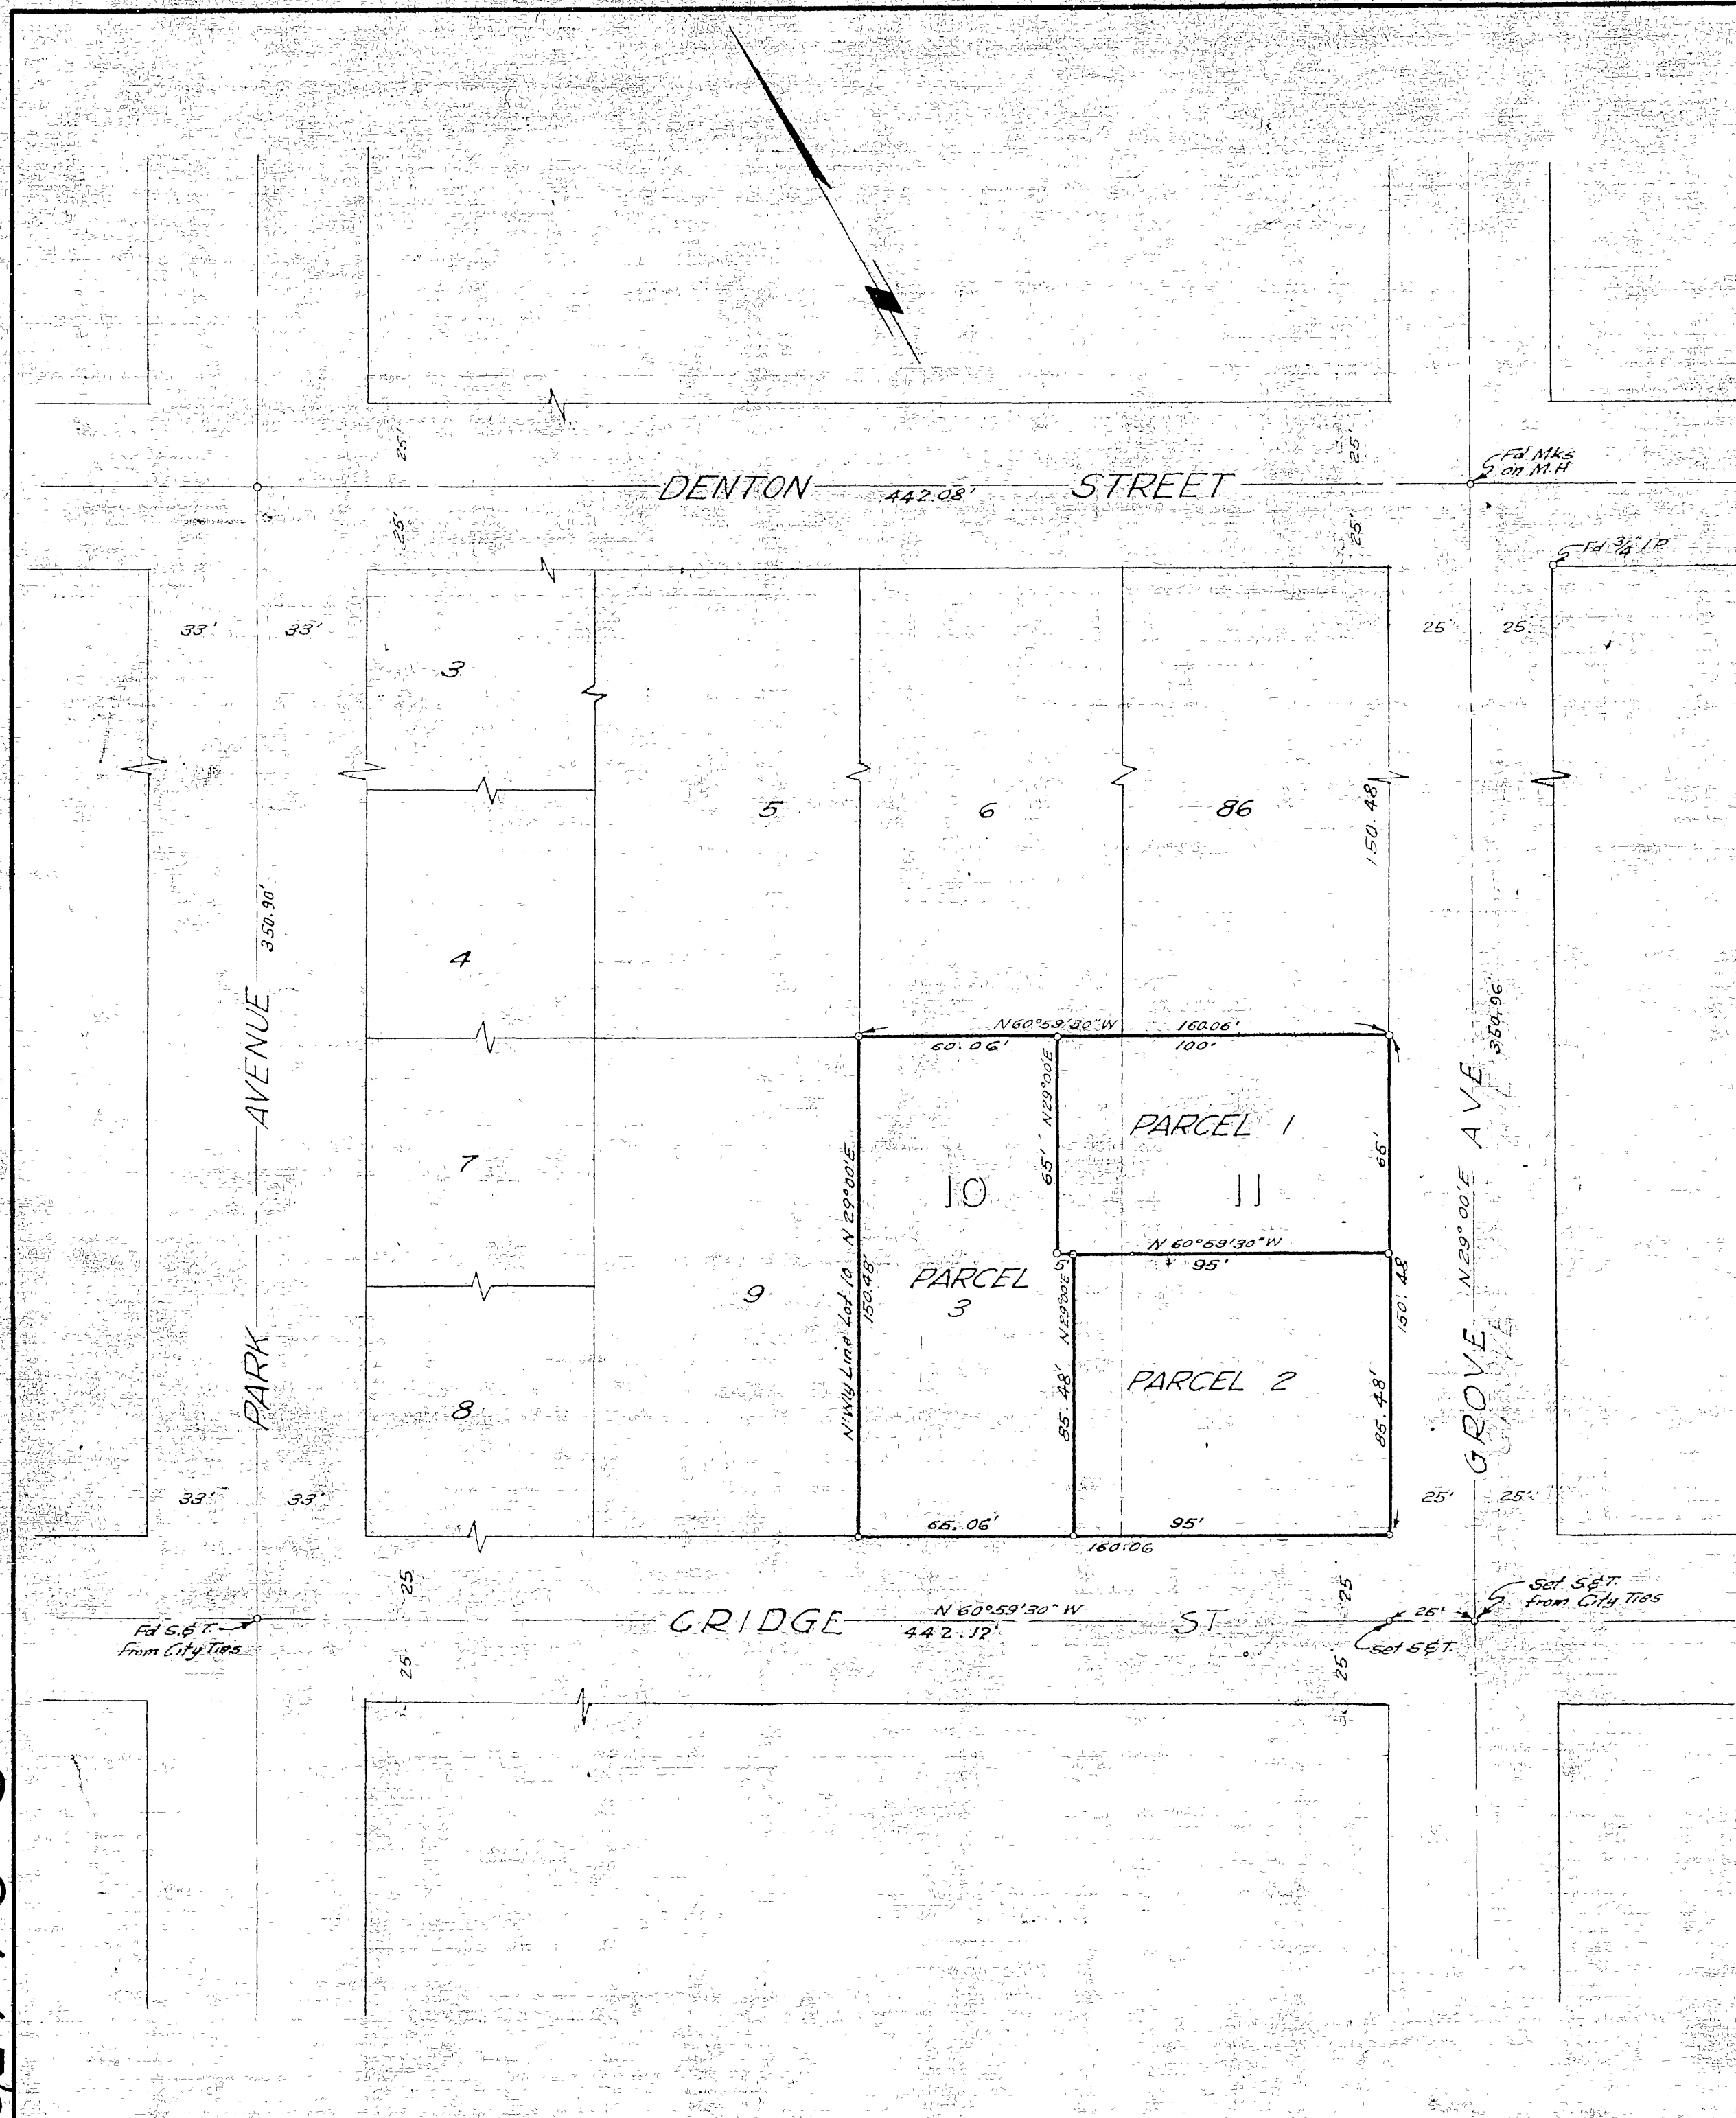 25'
25'
DENTON 442.08' STREET
Fd Mks
on M.H
25'
25'
Fd 3/4" I.P.
33' 33'
25' 25'
3
5
6
86
150.48
350.90'
4
AVENUE
350.96'
N60°59'30"W 160.06'
60.06' 100'
N29°00'E
65'
PARCEL 1
65'
GROVE N29°00'E AVE
7
10
11
N'Wly Line Lot 10 N 29°00'E
150.48'
N 60°59'30"W
5'
95'
PARCEL
3
9
N29°00'E
85.48'
150.48
PARK
PARCEL 2
85.48'
8
33' 33'
25' 25'
65.06' 95'
160.06
25
25
Set S.&T.
from City Ties
CRIDGE N 60°59'30"W ST
442.12'
25'
Fd S.&T.
from City Ties
Set S&T.
25
25